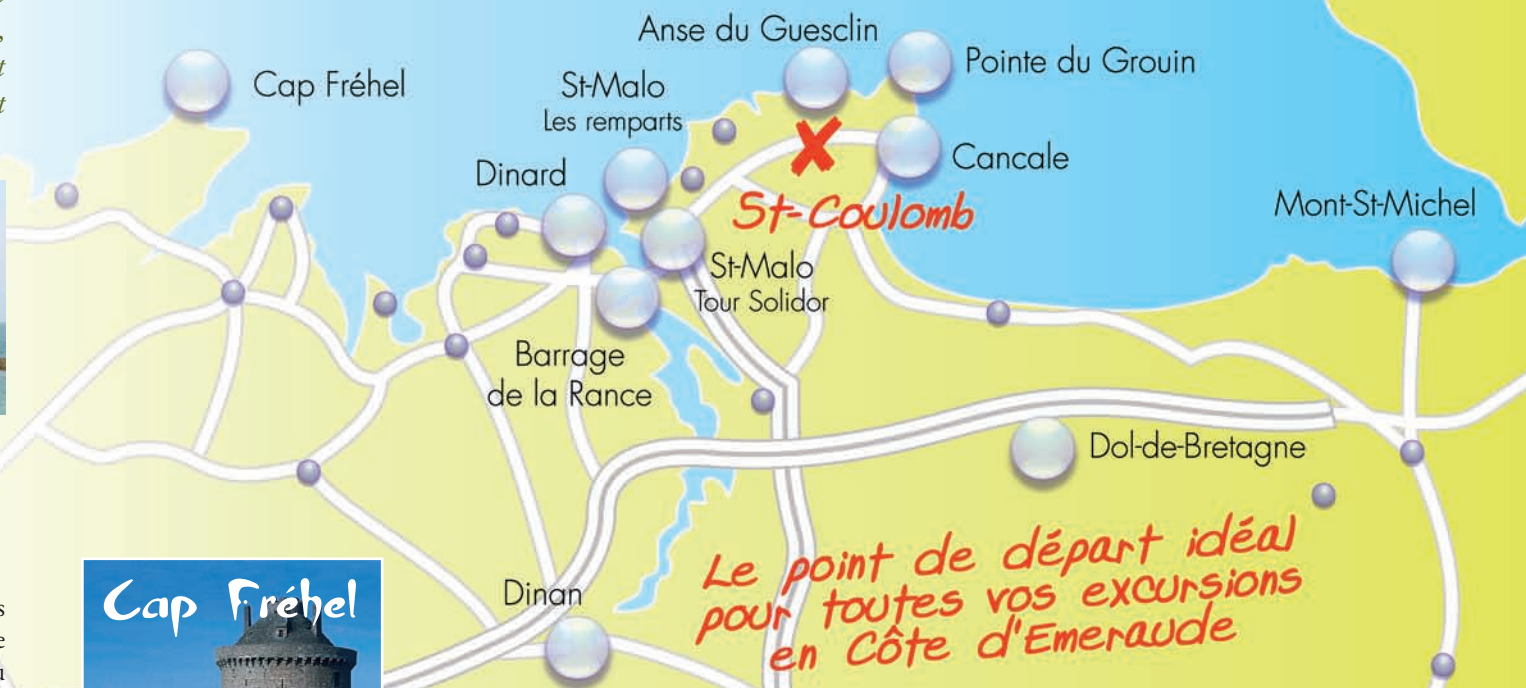 Anse du Guesclin
Pointe du Grouin
Cap Fréhel
St-Malo
Les remparts
Dinard
Cancale
St-Coulomb
Mont-St-Michel
St-Malo
Tour Solidor
Barrage
de la Rance
Dol-de-Bretagne
Le point de départ idéal
pour toutes vos excursions
en Côte d'Emeraude
Dinan
Cap Fréhel